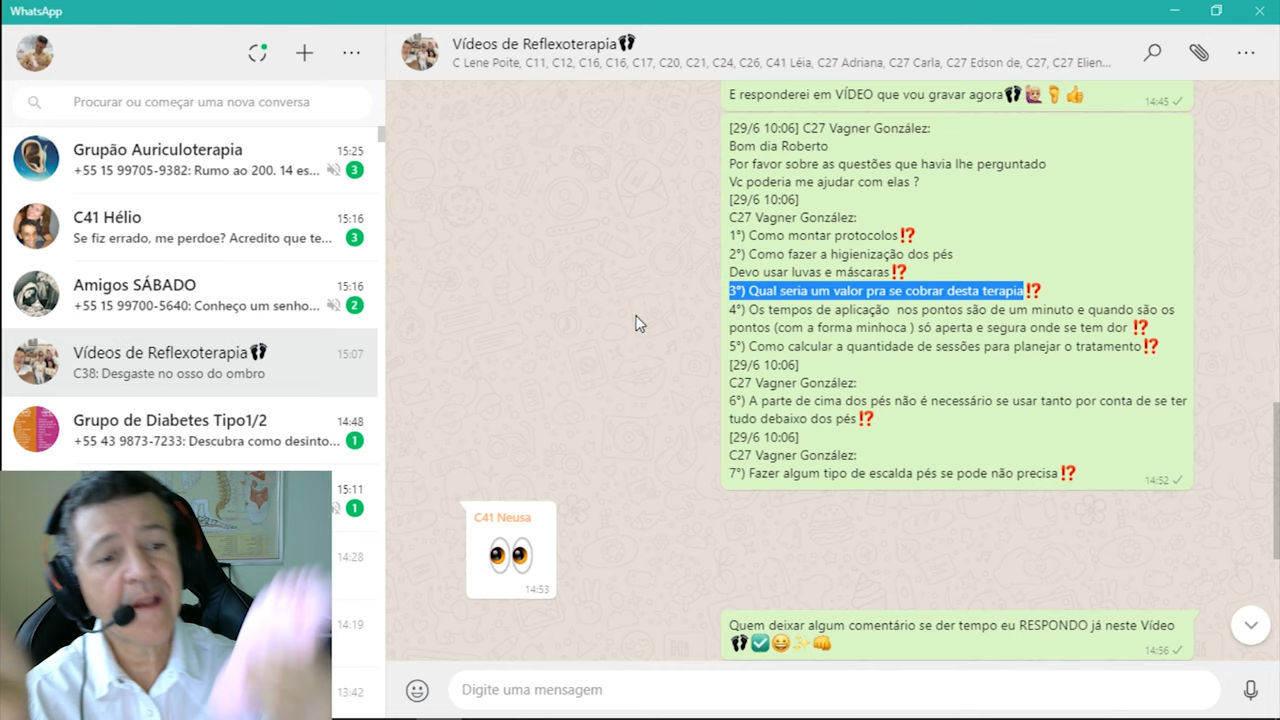 WhatsApp
Procurar ou começar uma nova conversa
Grupão Auriculoterapia
15:25
+55 15 99705-9382: Rumo ao 200. 14 es...
3
C41 Hélio
15:16
Se fiz errado, me perdoe? Acredito que te...
3
Amigos SÁBADO
15:16
+55 15 99700-5640: Conheço um senho...
2
Vídeos de Reflexoterapia👣
15:07
C38: Desgaste no osso do ombro
Grupo de Diabetes Tipo1/2
14:48
+55 43 9873-7233: Descubra como desinto...
1
15:11
1
14:28
14:19
13:42
Vídeos de Reflexoterapia👣
C Lene Poite, C11, C12, C16, C16, C17, C20, C21, C24, C26, C41 Léia, C27 Adriana, C27 Carla, C27 Edson de, C27, C27 Elien...
E responderei em VÍDEO que vou gravar agora👣🙋🏼‍♀️🦶👍
14:45
[29/6 10:06] C27 Vagner González:
Bom dia Roberto
Por favor sobre as questões que havia lhe perguntado
Vc poderia me ajudar com elas ?
[29/6 10:06]
C27 Vagner González:
1°) Como montar protocolos⁉️
2°) Como fazer a higienização dos pés
Devo usar luvas e máscaras⁉️
3°) Qual seria um valor pra se cobrar desta terapia⁉️
4°) Os tempos de aplicação nos pontos são de um minuto e quando são os
pontos (com a forma minhoca ) só aperta e segura onde se tem dor ⁉️
5°) Como calcular a quantidade de sessões para planejar o tratamento⁉️
[29/6 10:06]
C27 Vagner González:
6°) A parte de cima dos pés não é necessário se usar tanto por conta de se ter
tudo debaixo dos pés⁉️
[29/6 10:06]
C27 Vagner González:
7°) Fazer algum tipo de escalda pés se pode não precisa⁉️
14:52
C41 Neusa
👀
14:53
Quem deixar algum comentário se der tempo eu RESPONDO já neste Vídeo
👣✅😀✨👊
14:56
Digite uma mensagem